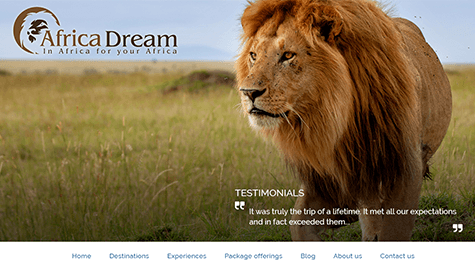 Africa Dream
In Africa for your Africa
TESTIMONIALS
“ It was truly the trip of a lifetime. It met all our expectations
and in fact exceeded them... ”
Home Destinations Experiences Package offerings Blog About us Contact us